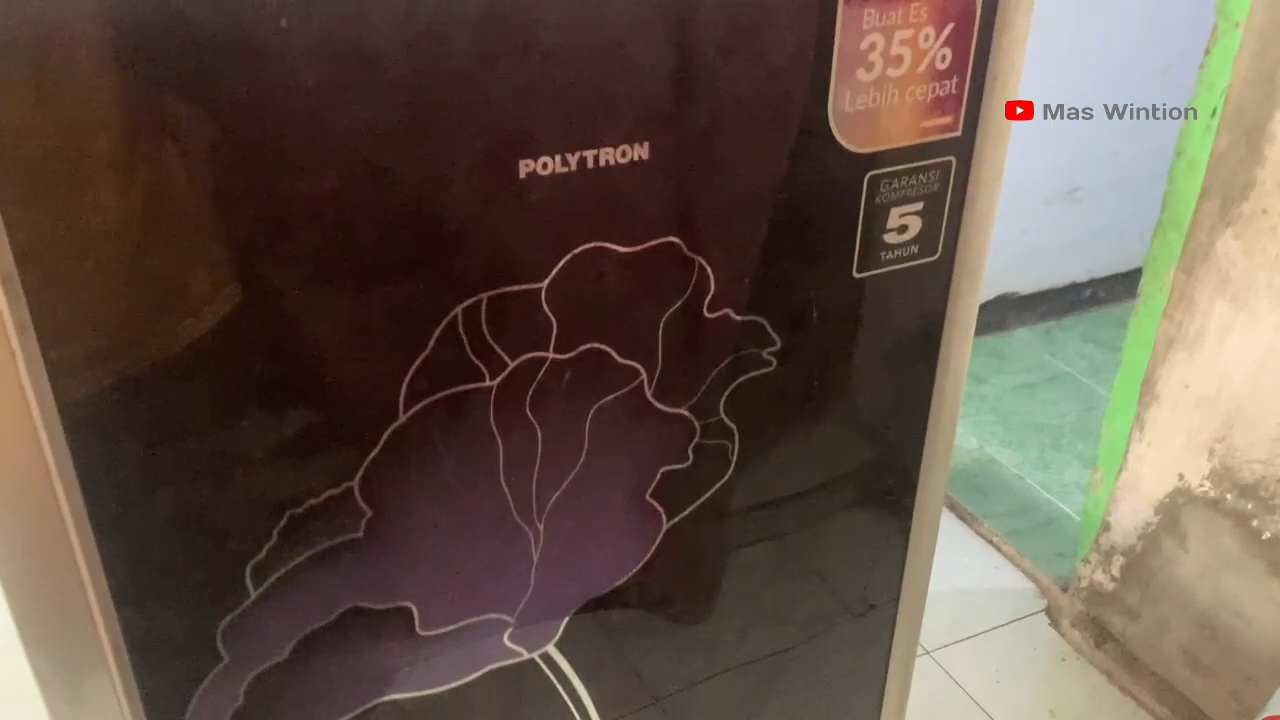 Buat Es
35%
Lebih cepat
Mas Wintion
POLYTRON
GARANSI
KOMPRESOR
5
TAHUN